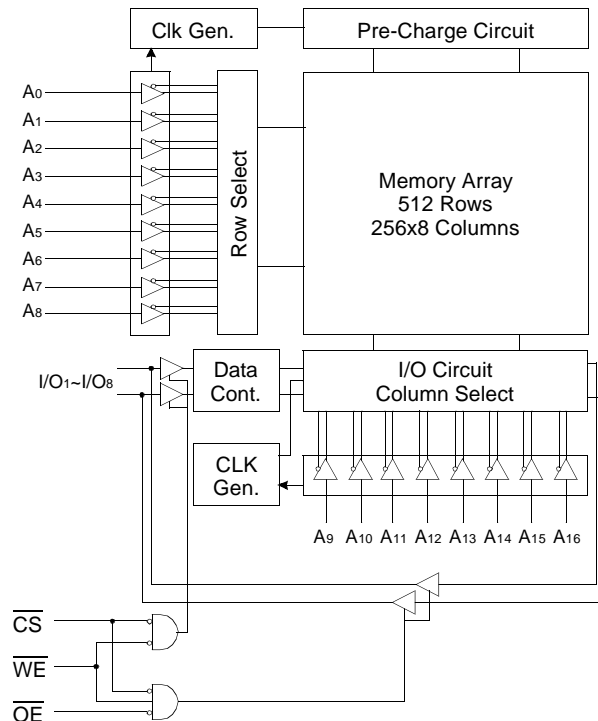 Clk Gen.
Pre-Charge Circuit
A0
A1
A2
A3
A4
A5
A6
A7
A8
Row Select
Memory Array
512 Rows
256x8 Columns
I/O1~I/O8
Data
Cont.
I/O Circuit
Column Select
CLK
Gen.
A9 A10 A11 A12 A13 A14 A15 A16
CS
WE
OE